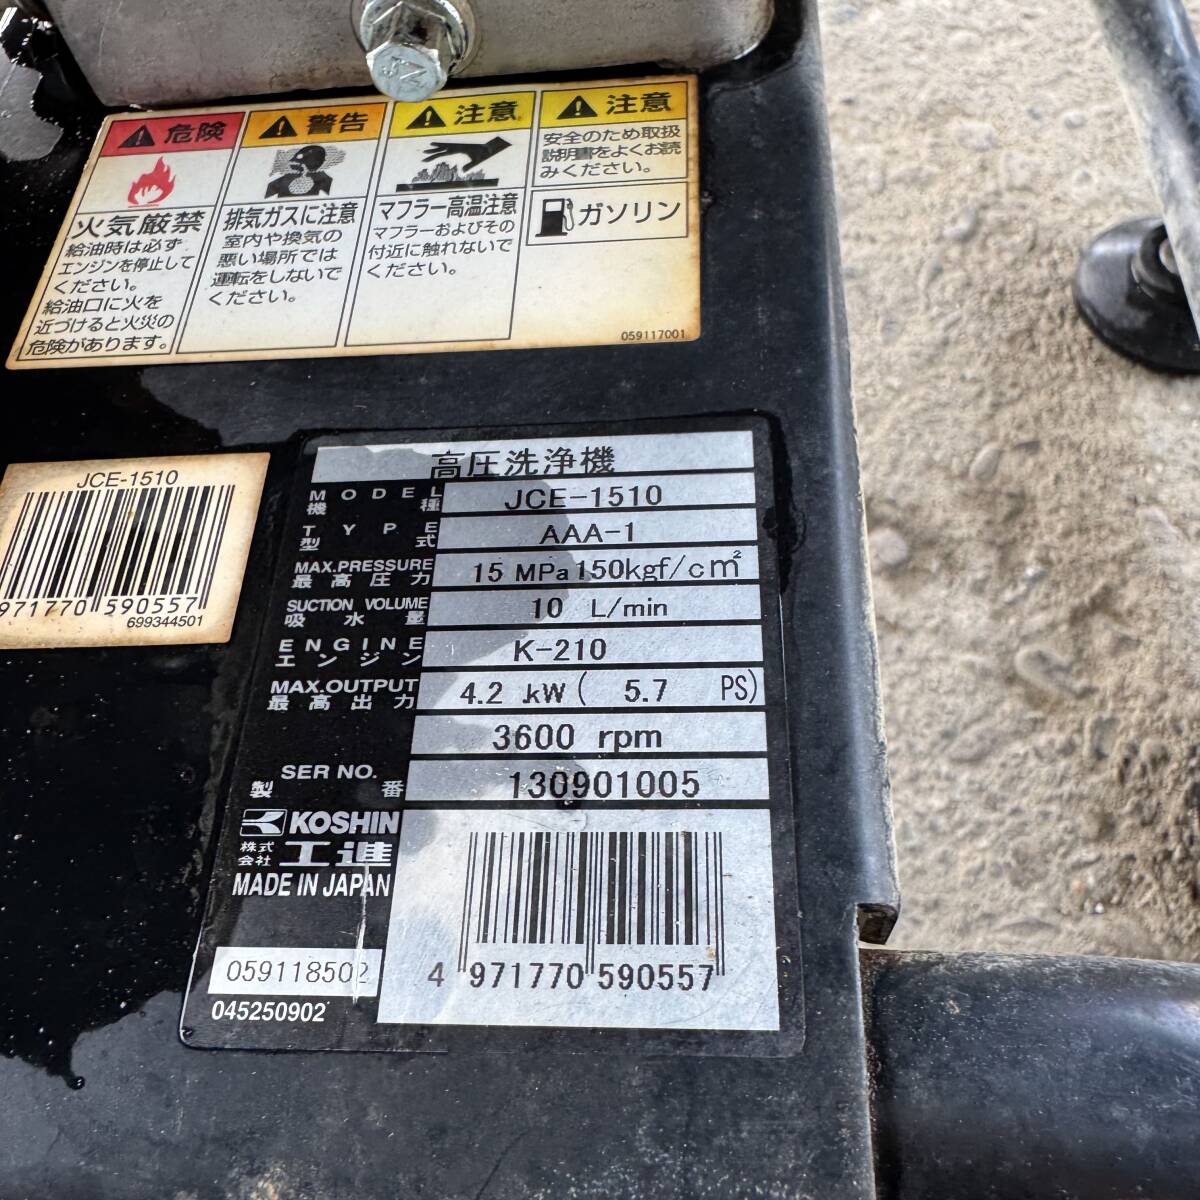 危険
火気厳禁
給油時は必ず
エンジンを停止して
ください。
給油口に火を
近づけると火災の
危険があります。
警告
排気ガスに注意
室内や換気の
悪い場所では
運転をしないで
ください。
注意
マフラー高温注意
マフラーおよびその
付近に触れないで
ください。
注意
安全のため取扱
説明書をよくお読
みください。
ガソリン
059117001
JCE-1510
971770 590557
699344501
高圧洗浄機
MODEL
機種
JCE-1510
TYPE
型式
AAA-1
MAX.PRESSURE
最高圧力
15 MPa 150kgf/cm²
SUCTION VOLUME
吸水量
10 L/min
ENGINE
エンジン
K-210
MAX.OUTPUT
最高出力
4.2 kW ( 5.7 PS)
3600 rpm
SER NO.
製番
130901005
KOSHIN
株式会社 工進
MADE IN JAPAN
059118502
045250902
4 971770 590557